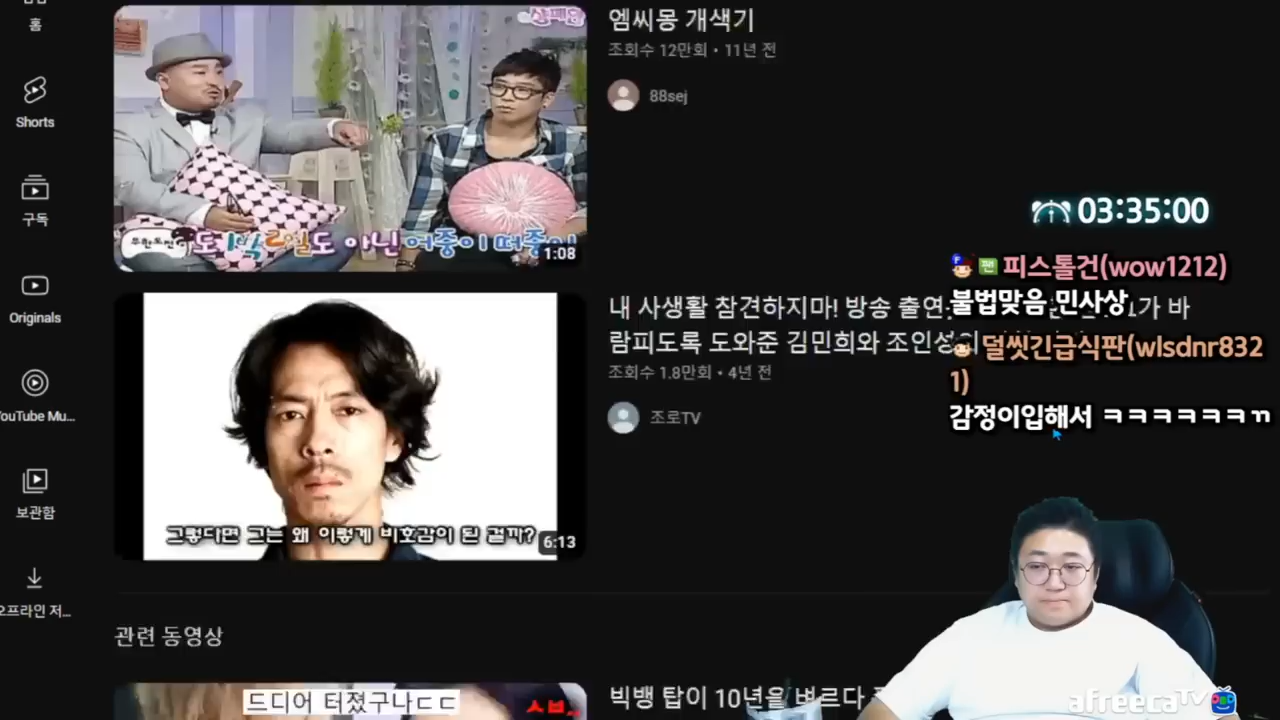 홈
Shorts
구독
Originals
YouTube Mu...
보관함
오프라인 저...
도1박2일도 아닌 어중이 떠중이
1:08
엠씨몽 개색기
조회수 12만회 • 11년 전
88sej
그렇다면 그는 왜 이렇게 비호감이 된 걸까?
6:13
내 사생활 참견하지마! 방송 출연
가 바
람피도록 도와준 김민희와 조인성
조회수 1.8만회 • 4년 전
조로TV
03:35:00
피스톨건(wow1212)
불법맞음 민사상
덜씻긴급식판(wlsdnr832
1)
감정이입해서 ㅋㅋㅋㅋㅋㅋㄲ
관련 동영상
드디어 터졌구나ㄷㄷ
빅뱅 탑이 10년을 벼르다
afreecaTV